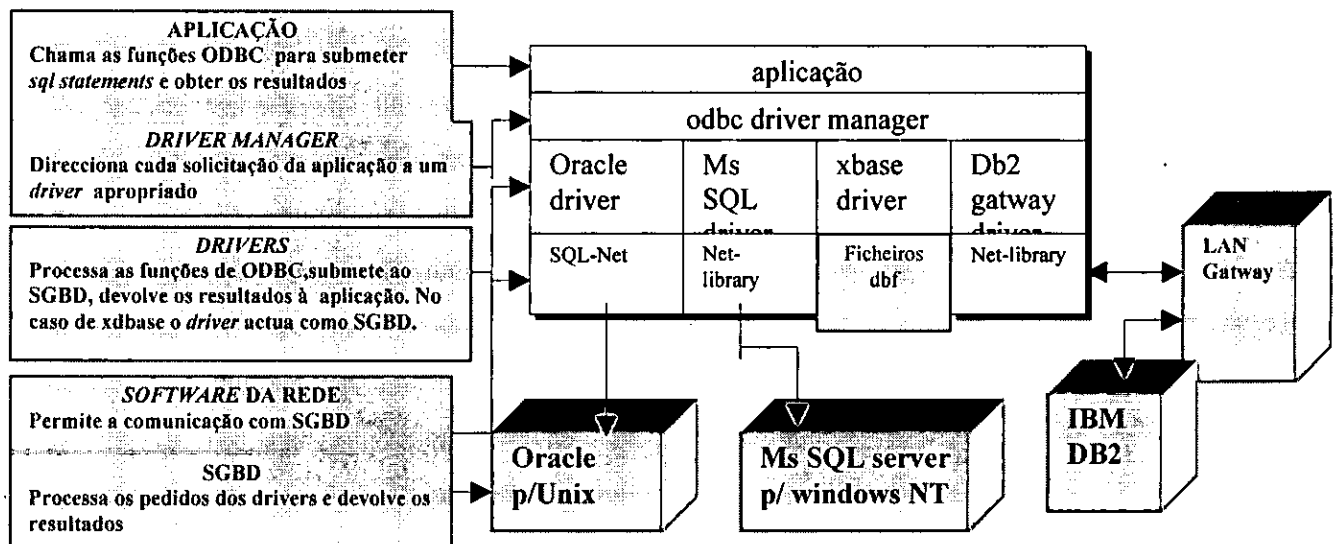 APLICAÇÃO
Chama as funções ODBC para submeter
sql statements e obter os resultados
DRIVER MANAGER
Direcciona cada solicitação da aplicação a um
driver apropriado
DRIVERS
Processa as funções de ODBC,submete ao
SGBD, devolve os resultados à aplicação. No
caso de xdbase o driver actua como SGBD.
SOFTWARE DA REDE
Permite a comunicação com SGBD
SGBD
Processa os pedidos dos drivers e devolve os
resultados
aplicação
odbc driver manager
Oracle
driver
Ms
SQL
driver
xbase
driver
Db2
gatway
driver
SQL-Net
Net-
library
Ficheiros
dbf
Net-library
LAN
Gatway
IBM
DB2
Oracle
p/Unix
Ms SQL server
p/ windows NT